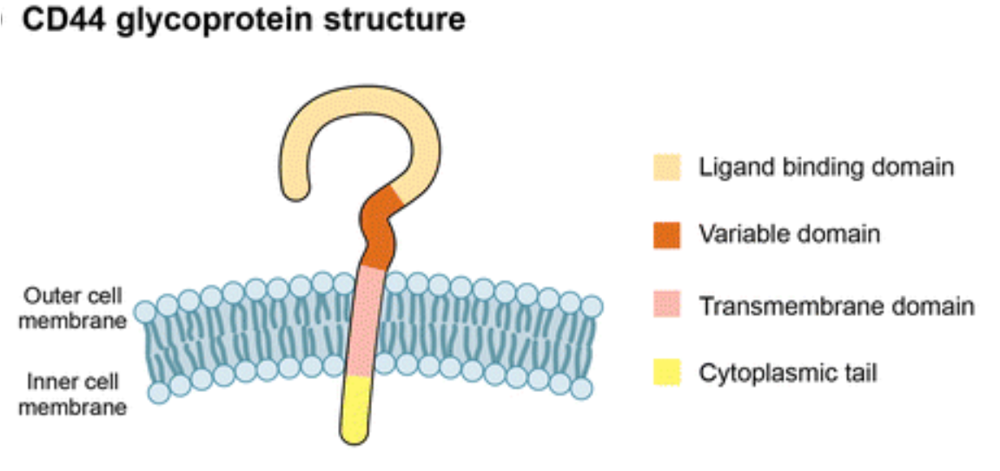 CD44 glycoprotein structure
Ligand binding domain
Variable domain
Outer cell
membrane
Transmembrane domain
Inner cell
membrane
Cytoplasmic tail